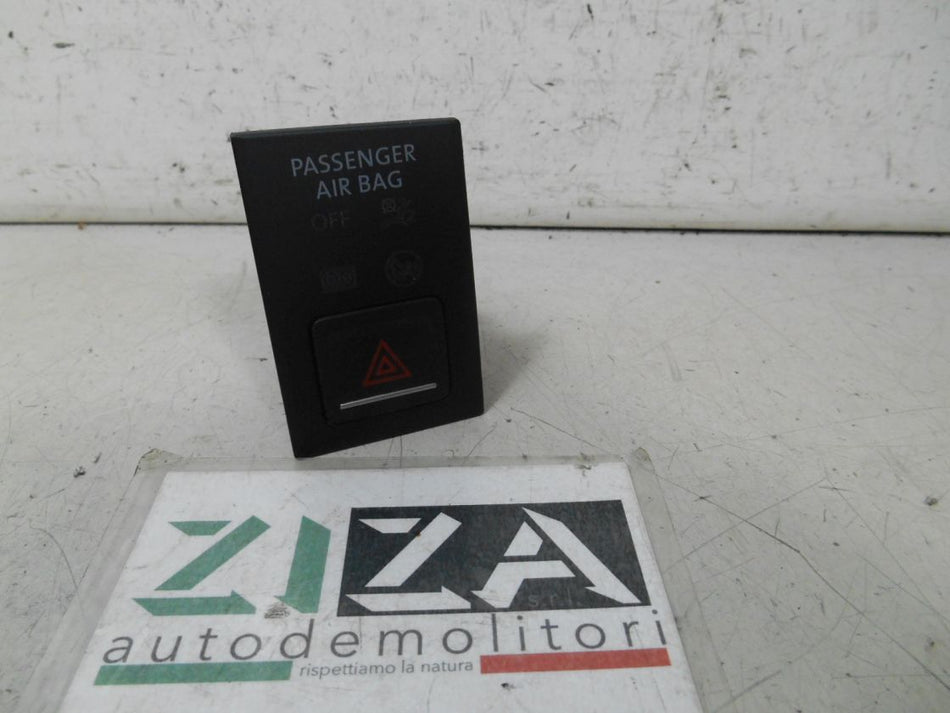 PASSENGER
AIR BAG
OFF
ZIZA
s.r.l.
autodemolitori
rispettiamo la natura